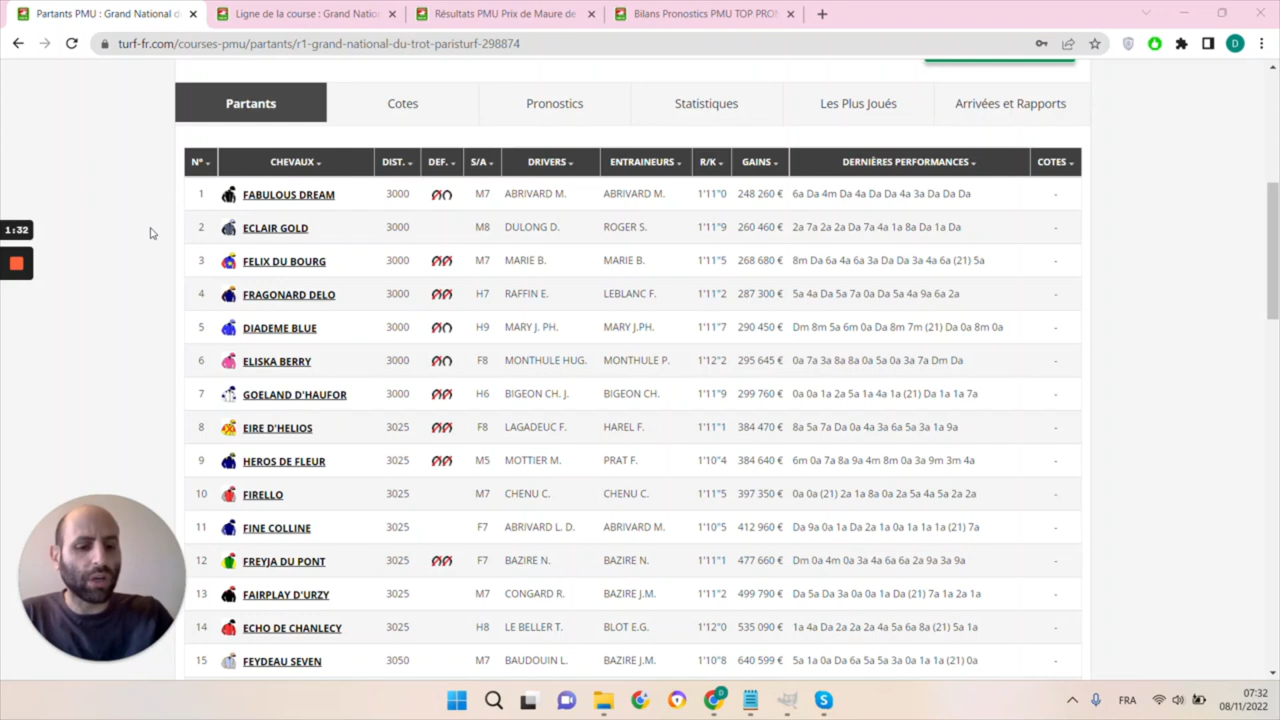 Partants PMU : Grand National d
Ligne de la course : Grand Natio
Résultats PMU Prix de Maure de
Bilans Pronostics PMU TOP PRON
turf-fr.com/courses-pmu/partants/r1-grand-national-du-trot-paristurf-298874
D
Partants Cotes Pronostics Statistiques Les Plus Joués Arrivées et Rapports
N° CHEVAUX DIST. DEF. S/A DRIVERS ENTRAINEURS R/K GAINS DERNIÈRES PERFORMANCES COTES
1 FABULOUS DREAM 3000 M7 ABRIVARD M. ABRIVARD M. 1'11"0 248 260 € 6a Da 4m Da 4a Da Da 4a 3a Da Da Da -
2 ECLAIR GOLD 3000 M8 DULONG D. ROGER S. 1'11"9 260 460 € 2a 7a 2a 2a Da 7a 4a 1a 8a Da 1a Da -
3 FELIX DU BOURG 3000 M7 MARIE B. MARIE B. 1'11"5 268 680 € 8m Da 6a 4a 6a 3a Da Da 3a 4a 6a (21) 5a -
4 FRAGONARD DELO 3000 H7 RAFFIN E. LEBLANC F. 1'11"2 287 300 € 5a 4a Da 5a 7a 0a Da 5a 4a 9a 6a 2a -
5 DIADEME BLUE 3000 H9 MARY J. PH. MARY J.PH. 1'11"7 290 450 € Dm 8m 5a 6m 0a Da 8m 7m (21) Da 0a 8m 0a -
6 ELISKA BERRY 3000 F8 MONTHULE HUG. MONTHULE P. 1'12"2 295 645 € 0a 7a 3a 8a 8a 0a 5a 0a 3a 7a Dm Da -
7 GOELAND D'HAUFOR 3000 H6 BIGEON CH. J. BIGEON CH. 1'11"9 299 760 € 0a 0a 1a 2a 5a 1a 4a 1a (21) Da 1a 1a 7a -
8 EIRE D'HELIOS 3025 F8 LAGADEUC F. HAREL F. 1'11"1 384 470 € 8a 5a 7a Da 0a 4a 3a 6a 5a 3a 1a 9a -
9 HEROS DE FLEUR 3025 M5 MOTTIER M. PRAT F. 1'10"4 384 640 € 6m 0a 7a 8a 9a 4m 8m 0a 3a 9m 3m 4a -
10 FIRELLO 3025 M7 CHENU C. CHENU C. 1'11"5 397 350 € 0a 0a (21) 2a 1a 8a 0a 2a 5a 4a 5a 2a 2a -
11 FINE COLLINE 3025 F7 ABRIVARD L. D. ABRIVARD M. 1'10"5 412 960 € Da 9a 0a 1a Da 2a 1a 0a 1a 1a 1a (21) 7a -
12 FREYJA DU PONT 3025 F7 BAZIRE N. BAZIRE N. 1'11"1 477 660 € Dm 0a 4m 0a 3a 4a 6a 6a 2a 9a 3a 9a -
13 FAIRPLAY D'URZY 3025 M7 CONGARD R. BAZIRE J.M. 1'11"2 499 790 € Da 5a Da 3a 0a 0a 1a Da (21) 7a 1a 2a 1a -
14 ECHO DE CHANLECY 3025 H8 LE BELLER T. BLOT E.G. 1'12"0 535 090 € 1a 4a Da 2a 2a 2a 4a 5a 6a 8a (21) 5a 1a -
15 FEYDEAU SEVEN 3050 M7 BAUDOUIN L. BAZIRE J.M. 1'10"8 640 599 € 5a 1a 0a Da 6a 5a 5a 3a 0a 1a 1a (21) 0a -
1:32
FRA
07:32
08/11/2022